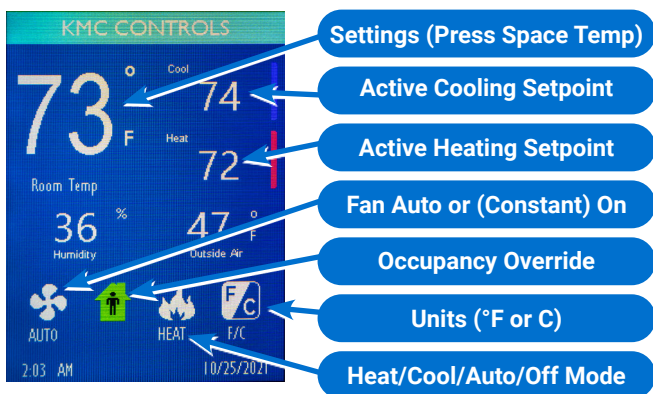 KMC CONTROLS
73 ° F
Cool
74
Heat
72
Room Temp
36 %
Humidity
47 ° F
Outside Air
AUTO
HEAT
F/C
F/C
2:03 AM
10/25/2021
Settings (Press Space Temp)
Active Cooling Setpoint
Active Heating Setpoint
Fan Auto or (Constant) On
Occupancy Override
Units (°F or C)
Heat/Cool/Auto/Off Mode